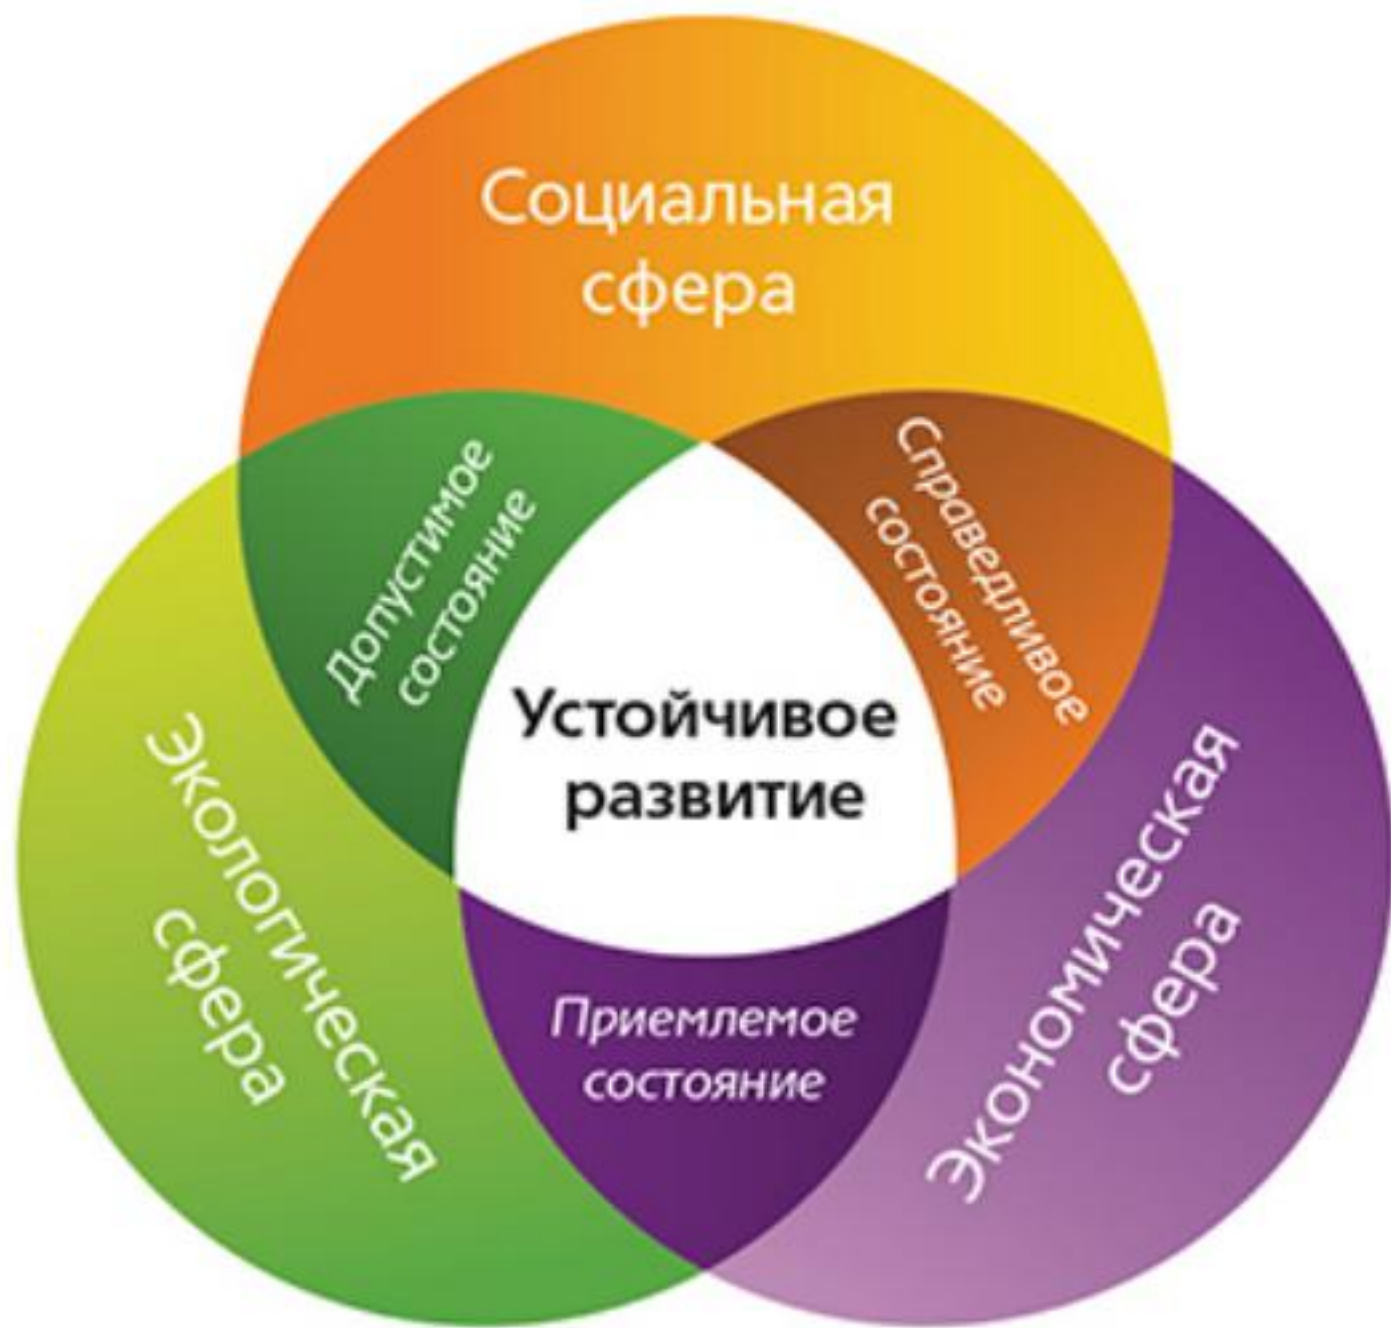 Социальная
сфера
Допустимое
состояние
Справедливое
состояние
Устойчивое
развитие
Экологическая
сфера
Экономическая
сфера
Приемлемое
состояние